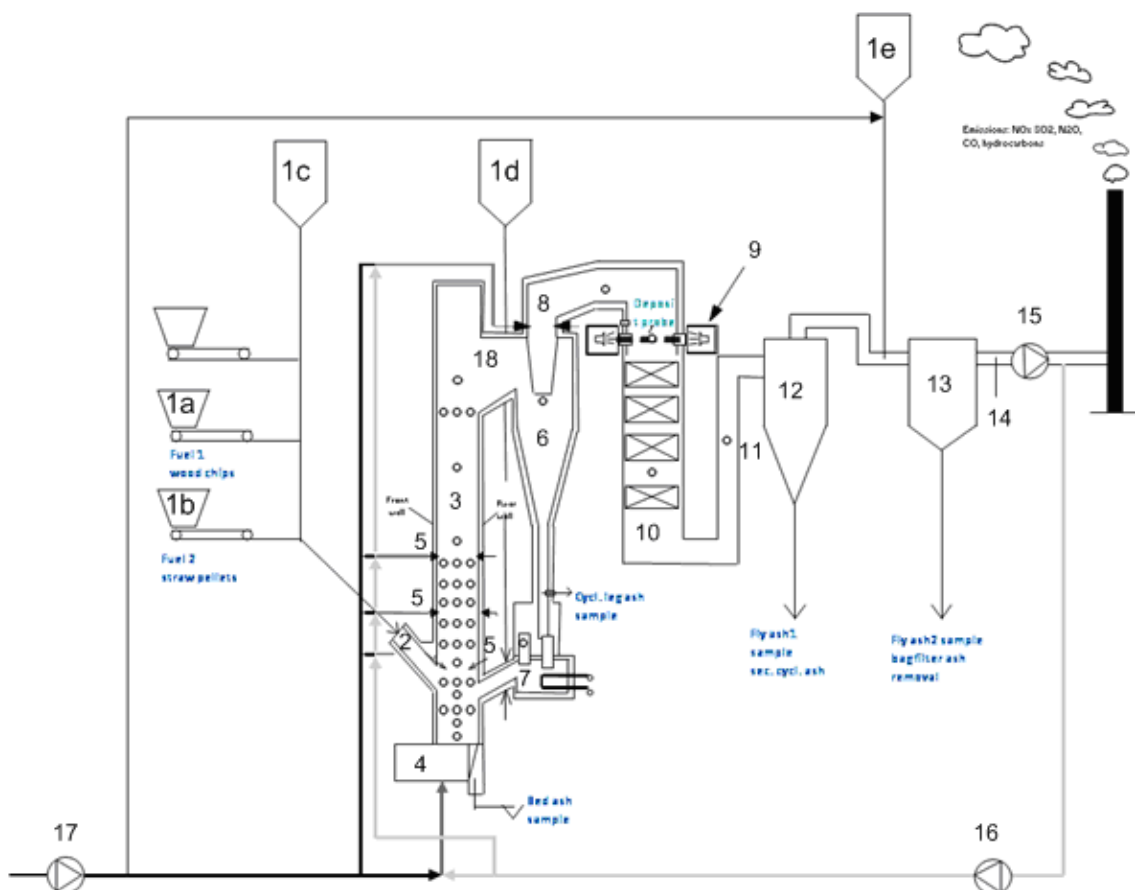 1e
Emissions: NOx SO2, N2O,
CO, hydrocarbons
1c
1d
9
8
Deposi
t probe
15
18
1a
12
13
14
Fuel 1
wood chips
6
11
3
1b
Front
wall
Rear
wall
10
5
Fuel 2
straw pellets
5
Cycl. leg ash
sample
2
5
6
7
Fly ash1
sample
sec. cycl. ash
Fly ash2 sample
bagfilter ash
removal
4
Bed ash
sample
17
16